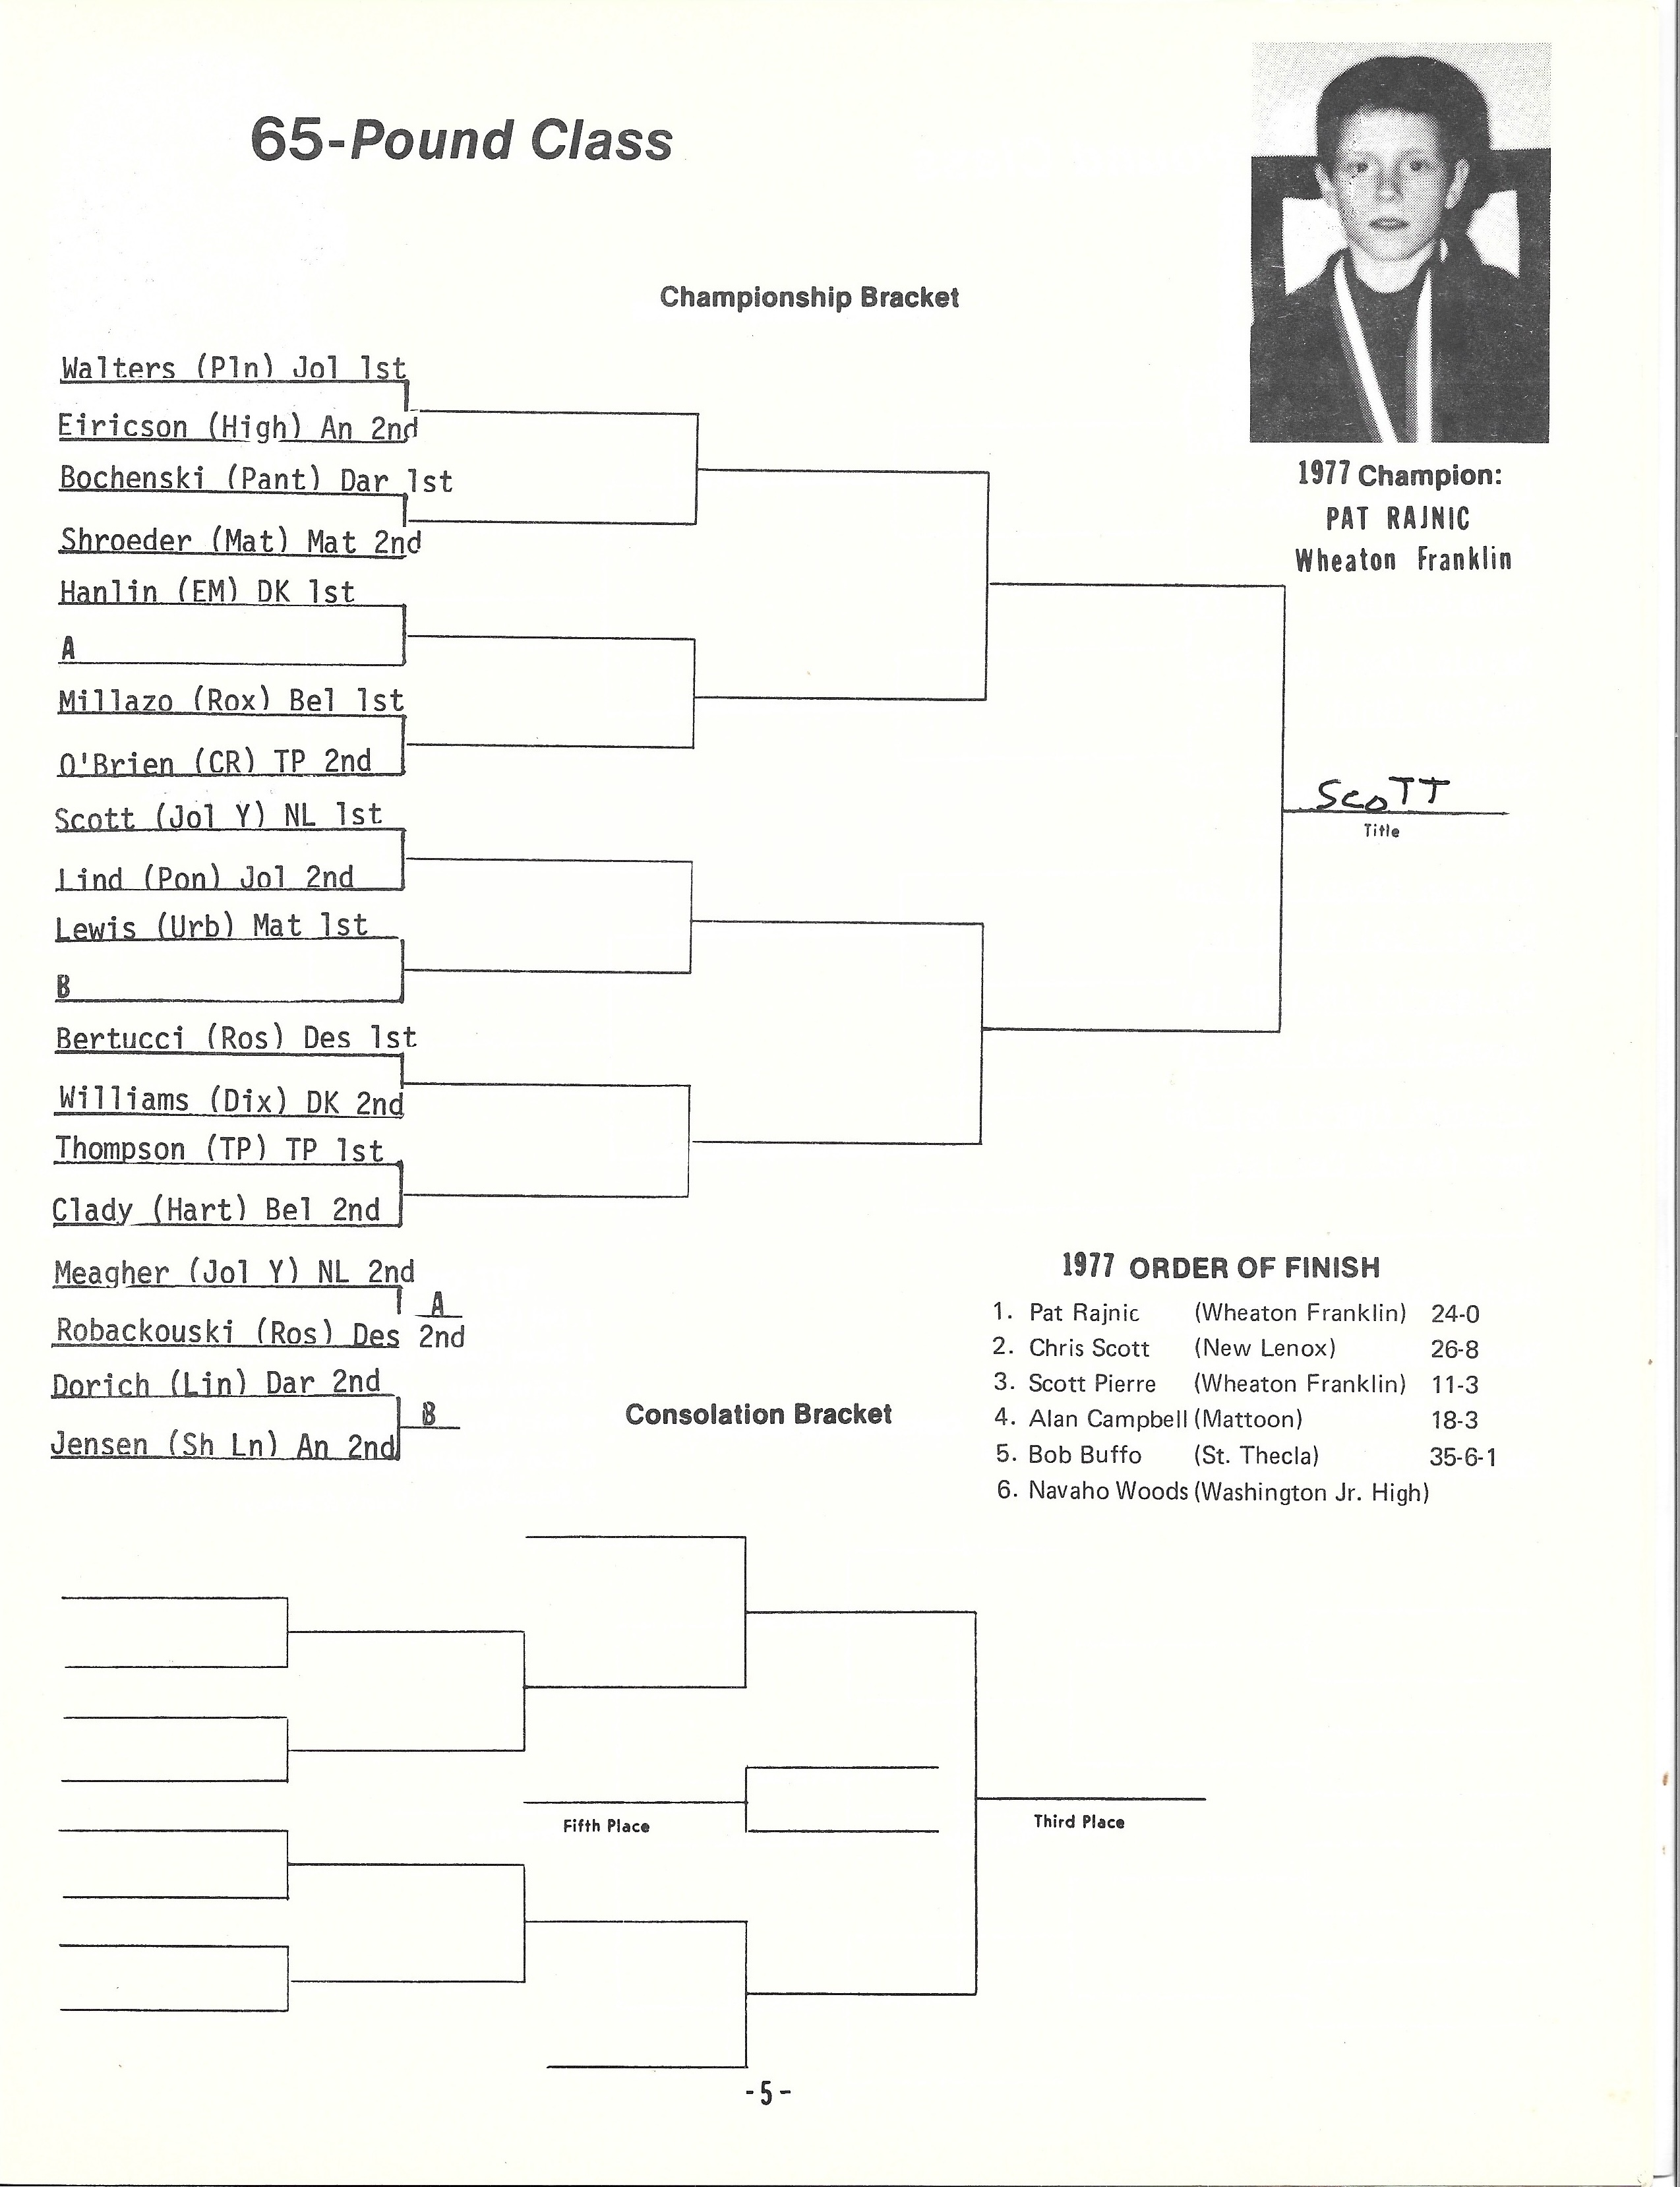 65-Pound Class
Championship Bracket
1977 Champion:
PAT RAJNIC
Wheaton Franklin
Walters (Pln) Jol 1st
Eiricson (High) An 2nd
Bochenski (Pant) Dar 1st
Shroeder (Mat) Mat 2nd
Hanlin (EM) DK 1st
A
Millazo (Rox) Bel 1st
O'Brien (CR) TP 2nd
Scott (Jol Y) NL 1st
Lind (Pon) Jol 2nd
Lewis (Urb) Mat 1st
B
Bertucci (Ros) Des 1st
Williams (Dix) DK 2nd
Thompson (TP) TP 1st
Clady (Hart) Bel 2nd
Meagher (Jol Y) NL 2nd
A
Robackouski (Ros) Des 2nd
Dorich (Lin) Dar 2nd
B
Jensen (Sh Ln) An 2nd
SCOTT
Title
1977 ORDER OF FINISH
1. Pat Rajnic (Wheaton Franklin) 24-0
2. Chris Scott (New Lenox) 26-8
3. Scott Pierre (Wheaton Franklin) 11-3
4. Alan Campbell (Mattoon) 18-3
5. Bob Buffo (St. Thecla) 35-6-1
6. Navaho Woods (Washington Jr. High)
Consolation Bracket
Fifth Place
Third Place
-5-